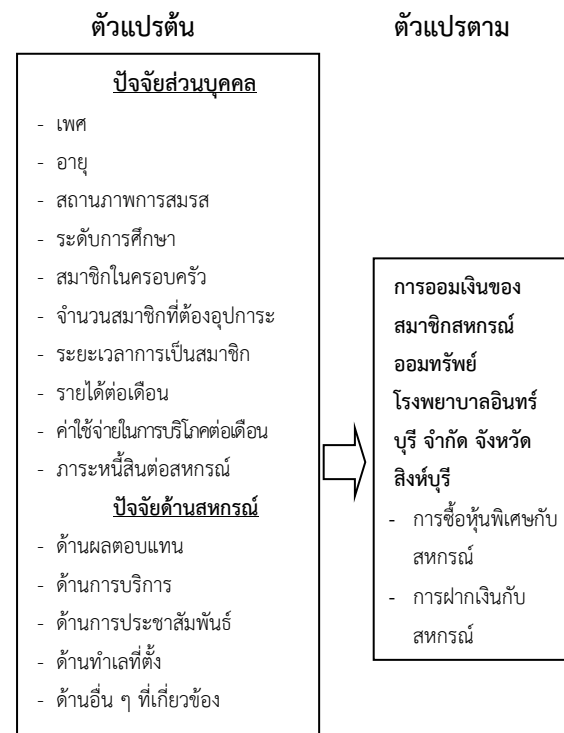 ตัวแปรต้น
ปัจจัยส่วนบุคคล
- เพศ
- อายุ
- สถานภาพการสมรส
- ระดับการศึกษา
- สมาชิกในครอบครัว
- จำนวนสมาชิกที่ต้องอุปการะ
- ระยะเวลาการเป็นสมาชิก
- รายได้ต่อเดือน
- ค่าใช้จ่ายในการบริโภคต่อเดือน
- ภาระหนี้สินต่อสหกรณ์
ปัจจัยด้านสหกรณ์
- ด้านผลตอบแทน
- ด้านการบริการ
- ด้านการประชาสัมพันธ์
- ด้านทำเลที่ตั้ง
- ด้านอื่น ๆ ที่เกี่ยวข้อง
ตัวแปรตาม
การออมเงินของ
สมาชิกสหกรณ์
ออมทรัพย์
โรงพยาบาลอินทร์
บุรี จำกัด จังหวัด
สิงห์บุรี
- การซื้อหุ้นพิเศษกับ
สหกรณ์
- การฝากเงินกับ
สหกรณ์